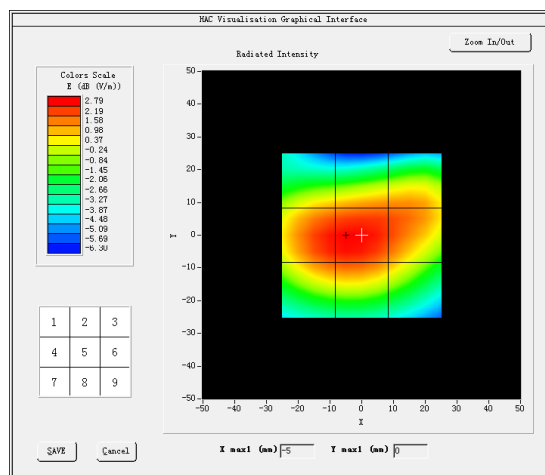 HAC Visualisation Graphical Interface
Zoom In/Out
Radiated Intensity
Colors Scale
E (dB (V/m))
2.79
2.19
1.58
0.98
0.37
-0.24
-0.84
-1.45
-2.06
-2.66
-3.27
-3.87
-4.48
-5.09
-5.69
-6.30
50
40
30
20
10
0
-10
-20
-30
-40
-50
Y
-50 -40 -30 -20 -10 0 10 20 30 40 50
X
1 2 3
4 5 6
7 8 9
SAVE
Cancel
X max1 (mm) -5
Y max1 (mm) 0